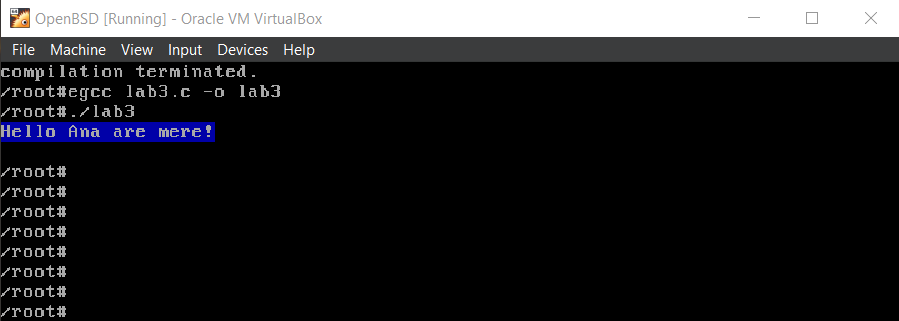 OpenBSD [Running] - Oracle VM VirtualBox
File Machine View Input Devices Help
compilation terminated.
/root#egcc lab3.c -o lab3
/root#./lab3
Hello Ana are mere!
/root#
/root#
/root#
/root#
/root#
/root#
/root#
/root#